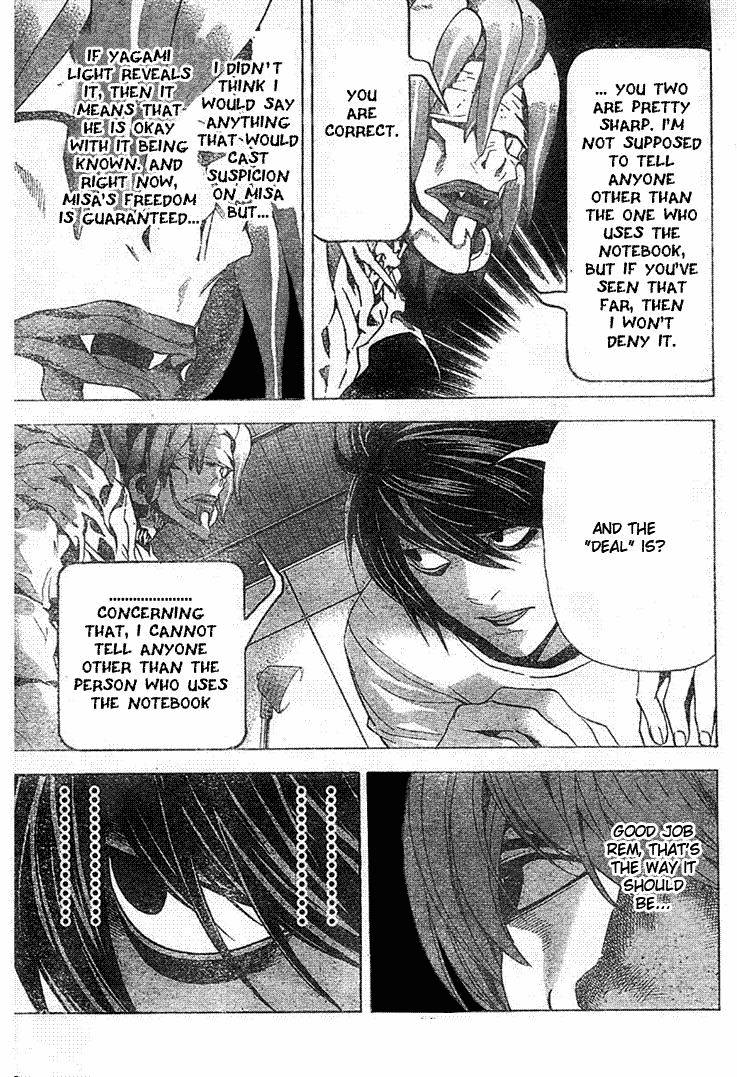 ... YOU TWO
ARE PRETTY
SHARP. I'M
NOT SUPPOSED
TO TELL
ANYONE
OTHER THAN
THE ONE WHO
USES THE
NOTEBOOK,
BUT IF YOU'VE
SEEN THAT
FAR, THEN
I WON'T
DENY IT.
YOU
ARE
CORRECT.
I DIDN'T
THINK I
WOULD SAY
ANYTHING
THAT WOULD
CAST
SUSPICION
ON MISA
BUT...
IF YAGAMI
LIGHT REVEALS
IT, THEN IT
MEANS THAT
HE IS OKAY
WITH IT BEING
KNOWN. AND
RIGHT NOW,
MISA'S FREEDOM
IS GUARANTEED...
AND THE
"DEAL" IS?
......................
CONCERNING
THAT, I CANNOT
TELL ANYONE
OTHER THAN THE
PERSON WHO USES
THE NOTEBOOK
GOOD JOB
REM, THAT'S
THE WAY IT
SHOULD
BE...